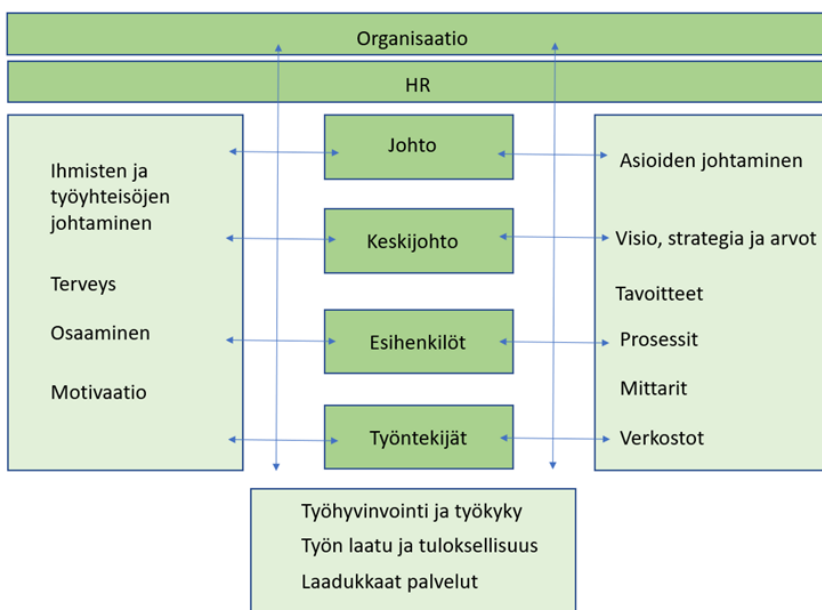 Organisaatio
HR
Ihmisten ja
työyhteisöjen
johtaminen
Terveys
Osaaminen
Motivaatio
Johto
Keskijohto
Esihenkilöt
Työntekijät
Asioiden johtaminen
Visio, strategia ja arvot
Tavoitteet
Prosessit
Mittarit
Verkostot
Työhyvinvointi ja työkyky
Työn laatu ja tuloksellisuus
Laadukkaat palvelut